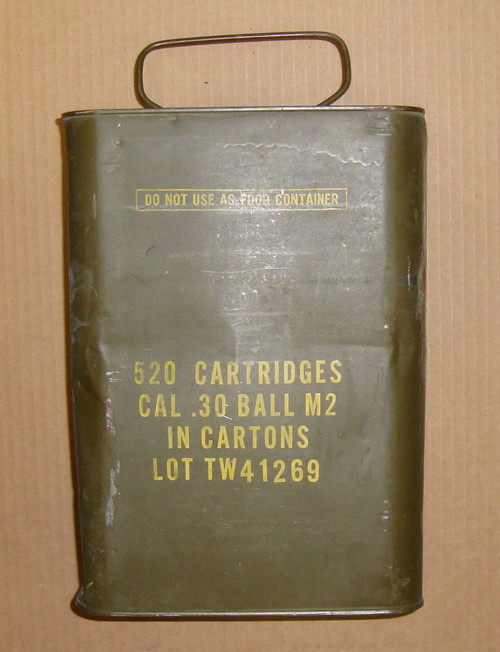 DO NOT USE AS FOOD CONTAINER
520 CARTRIDGES
CAL .30 BALL M2
IN CARTONS
LOT TW41269